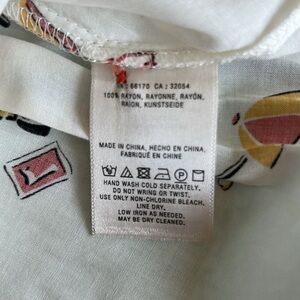 66170 CA: 32054
100% RAYON, RAYONNE, RAYÓN,
RAION, KUNSTSEIDE
MADE IN CHINA, HECHO EN CHINA,
FABRIQUÉ EN CHINE
HAND WASH COLD SEPARATELY.
DO NOT WRING OR TWIST.
USE ONLY NON-CHLORINE BLEACH.
LINE DRY.
LOW IRON AS NEEDED.
MAY BE DRY CLEANED.